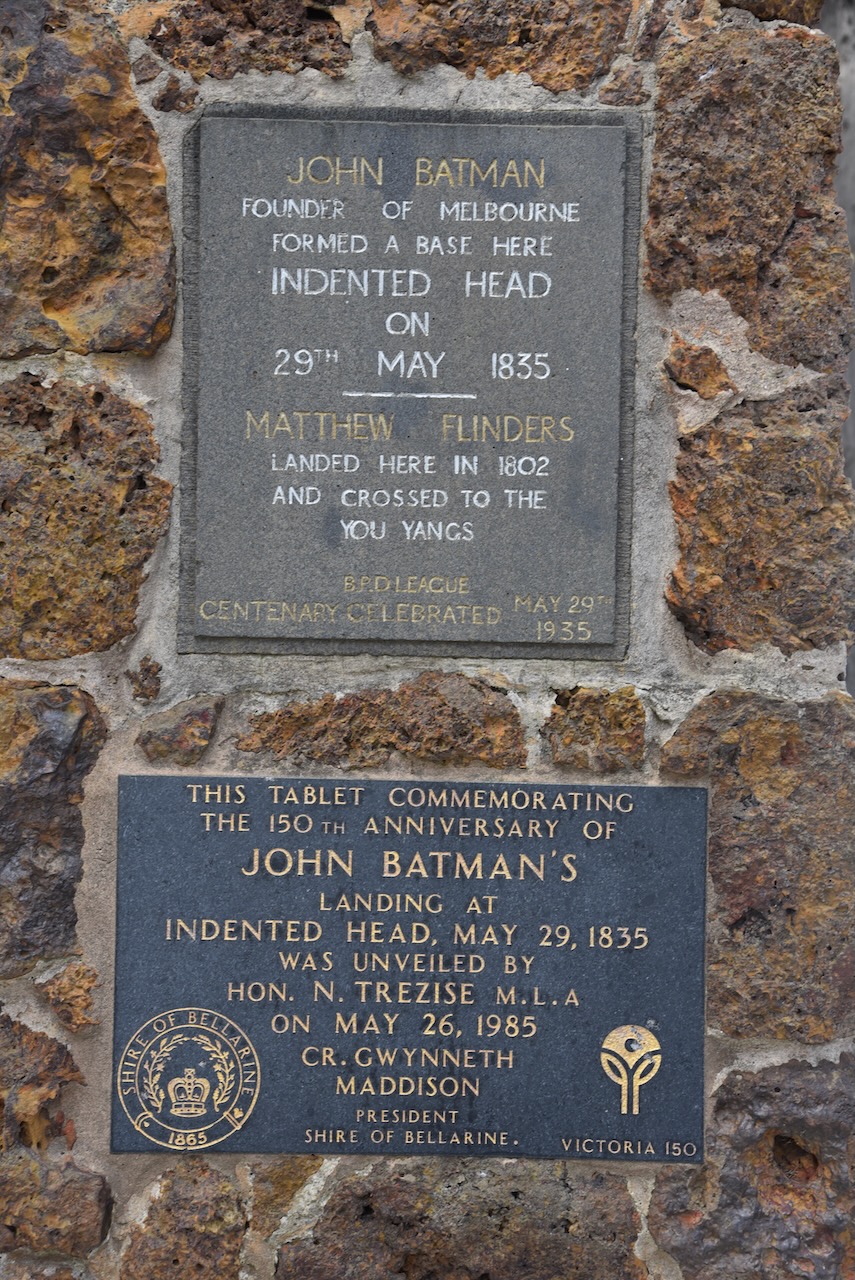 JOHN BATMAN
FOUNDER OF MELBOURNE
FORMED A BASE HERE
INDENTED HEAD
ON
29TH MAY 1835
MATTHEW FLINDERS
LANDED HERE IN 1802
AND CROSSED TO THE
YOU YANGS
B.P.D LEAGUE
CENTENARY CELEBRATED MAY 29TH
1935
THIS TABLET COMMEMORATING
THE 150TH ANNIVERSARY OF
JOHN BATMAN'S
LANDING AT
INDENTED HEAD, MAY 29, 1835
WAS UNVEILED BY
HON. N. TREZISE M.L.A
ON MAY 26, 1985
CR. GWYNNETH
MADDISON
PRESIDENT
SHIRE OF BELLARINE.
SHIRE OF BELLARINE
1865
VICTORIA 150